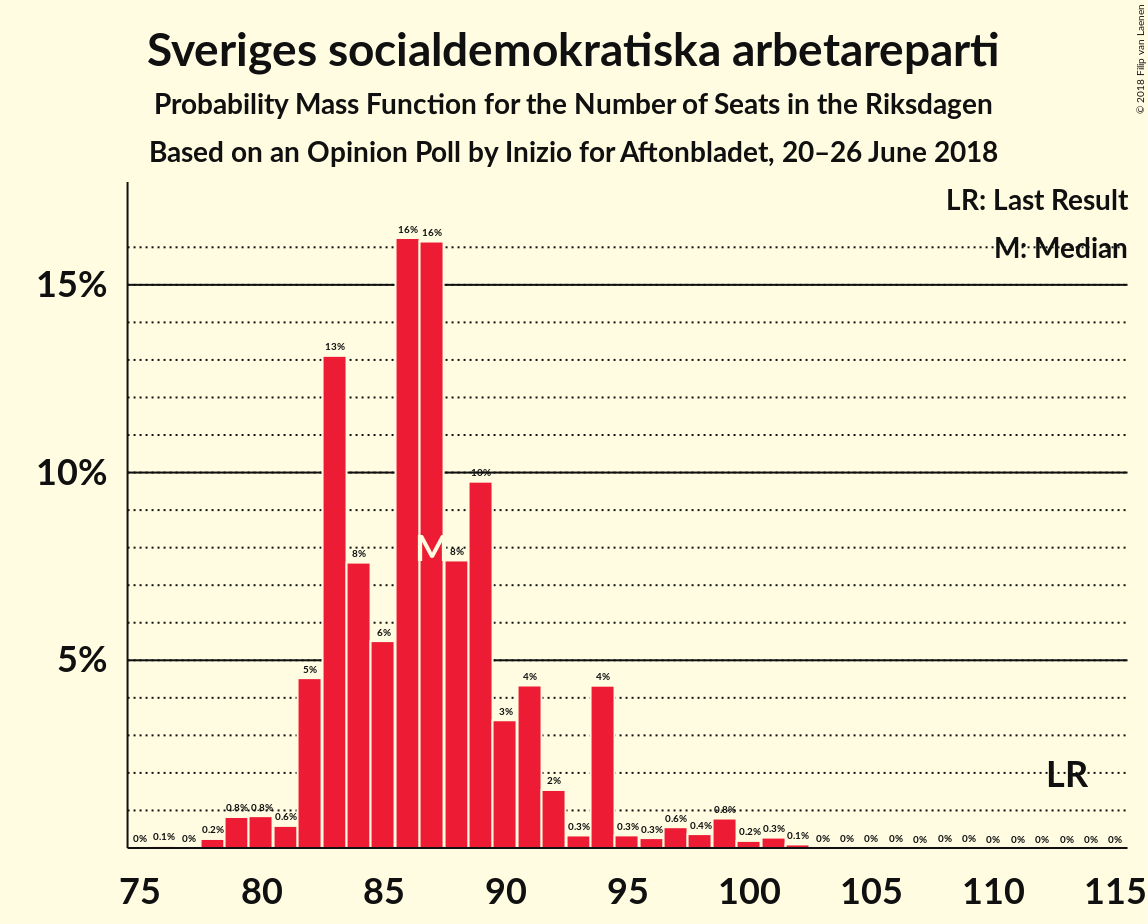 Sveriges socialdemokratiska arbetareparti
Probability Mass Function for the Number of Seats in the Riksdagen
Based on an Opinion Poll by Inizio for Aftonbladet, 20–26 June 2018
© 2018 Filip van Laenen
LR: Last Result
M: Median
15%
10%
5%
0% 0.1% 0% 0.2% 0.8% 0.8% 0.6% 5% 13% 8% 6% 16% 16% 8% 10% 3% 4% 2% 0.3% 4% 0.3% 0.3% 0.6% 0.4% 0.8% 0.2% 0.3% 0.1% 0% 0% 0% 0% 0% 0% 0% 0% 0% 0% 0% 0% 0%
M
LR
75 80 85 90 95 100 105 110 115